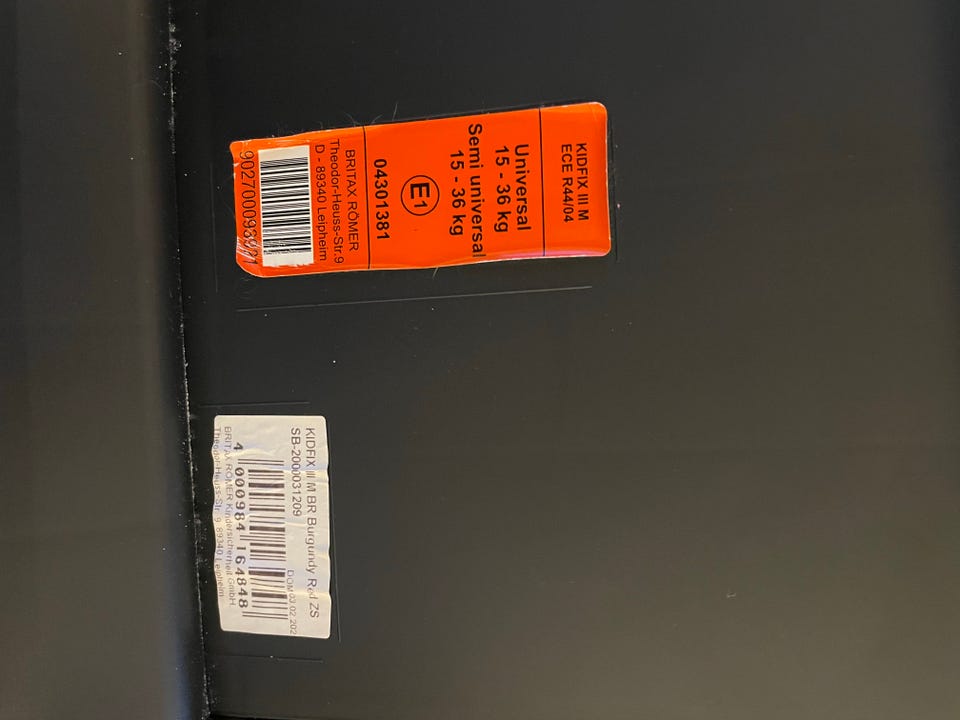 KIDFIX III M
ECE R44/04
Universal
15 - 36 kg
Semi universal
15 - 36 kg
E1
04301381
BRITAX RÖMER
Theodor-Heuss-Str.9
D - 89340 Leipheim
KIDFIX III M BR Burgundy Red ZS
SB-2000031209
DOM
4 000984 164848
BRITAX RÖMER Kindersicherheit GmbH.
Theodor-Heuss-Str. 9, 89340 Leipheim